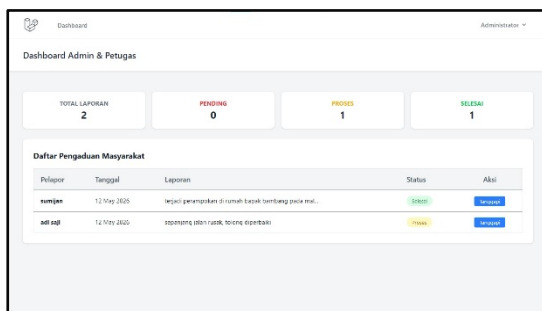 Dashboard
Administrator
Dashboard Admin & Petugas
TOTAL LAPORAN
2
PENDING
0
PROSES
1
SELESAI
1
Daftar Pengaduan Masyarakat
Pelapor Tanggal Laporan Status Aksi
sumijan 12 May 2026 terjadi perampokan di rumah bapak bambang pada mal... Selesai Tanggapi
adi saji 12 May 2026 sepanjang jalan rusak, tolong diperbaiki Proses Tanggapi